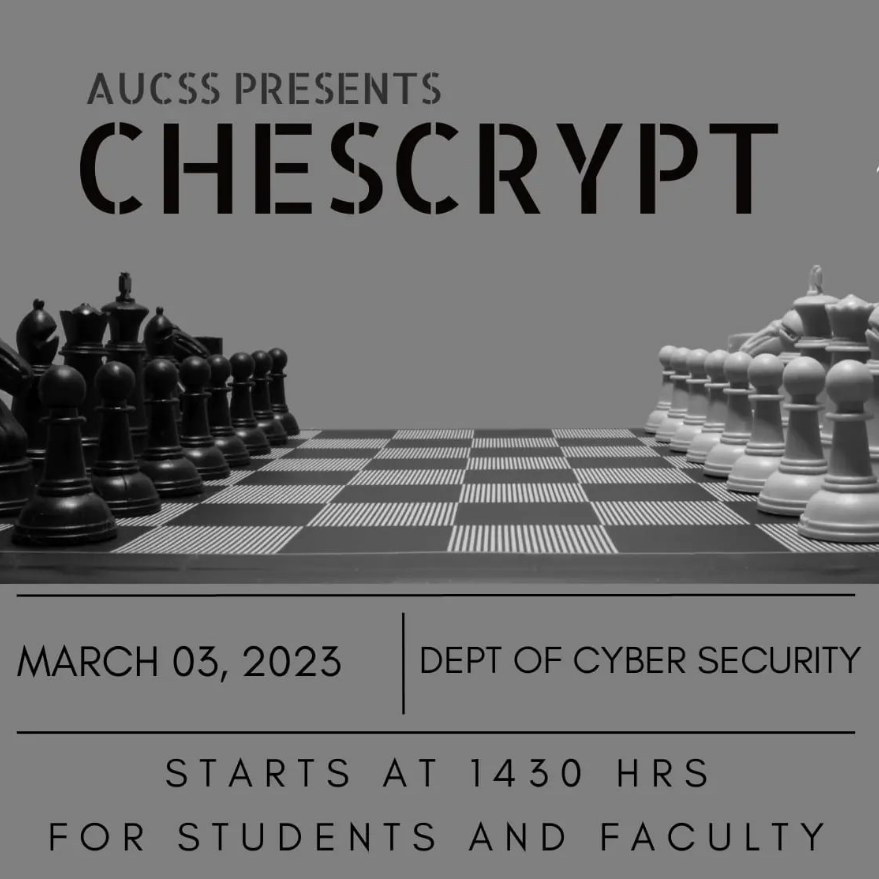 AUCSS PRESENTS
CHESCRYPT
MARCH 03, 2023
DEPT OF CYBER SECURITY
STARTS AT 1430 HRS
FOR STUDENTS AND FACULTY